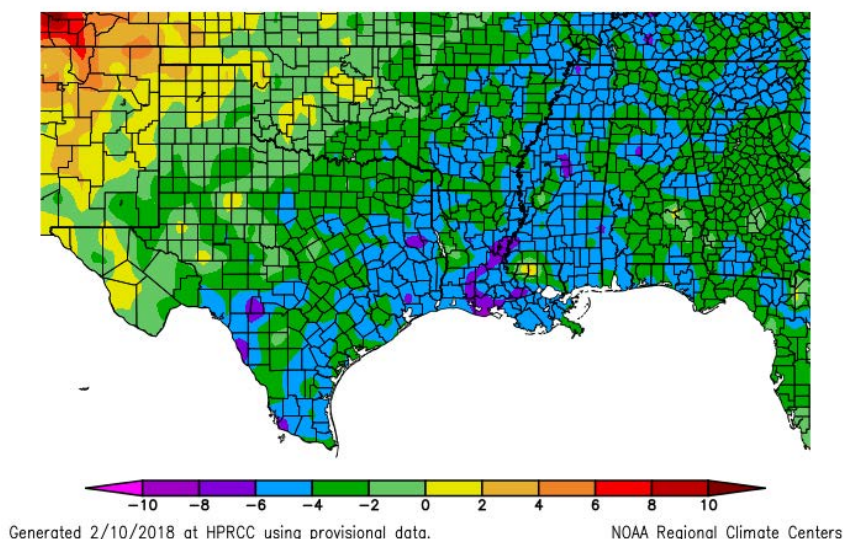 -10 -8 -6 -4 -2 0 2 4 6 8 10
Generated 2/10/2018 at HPRCC using provisional data. NOAA Regional Climate Centers